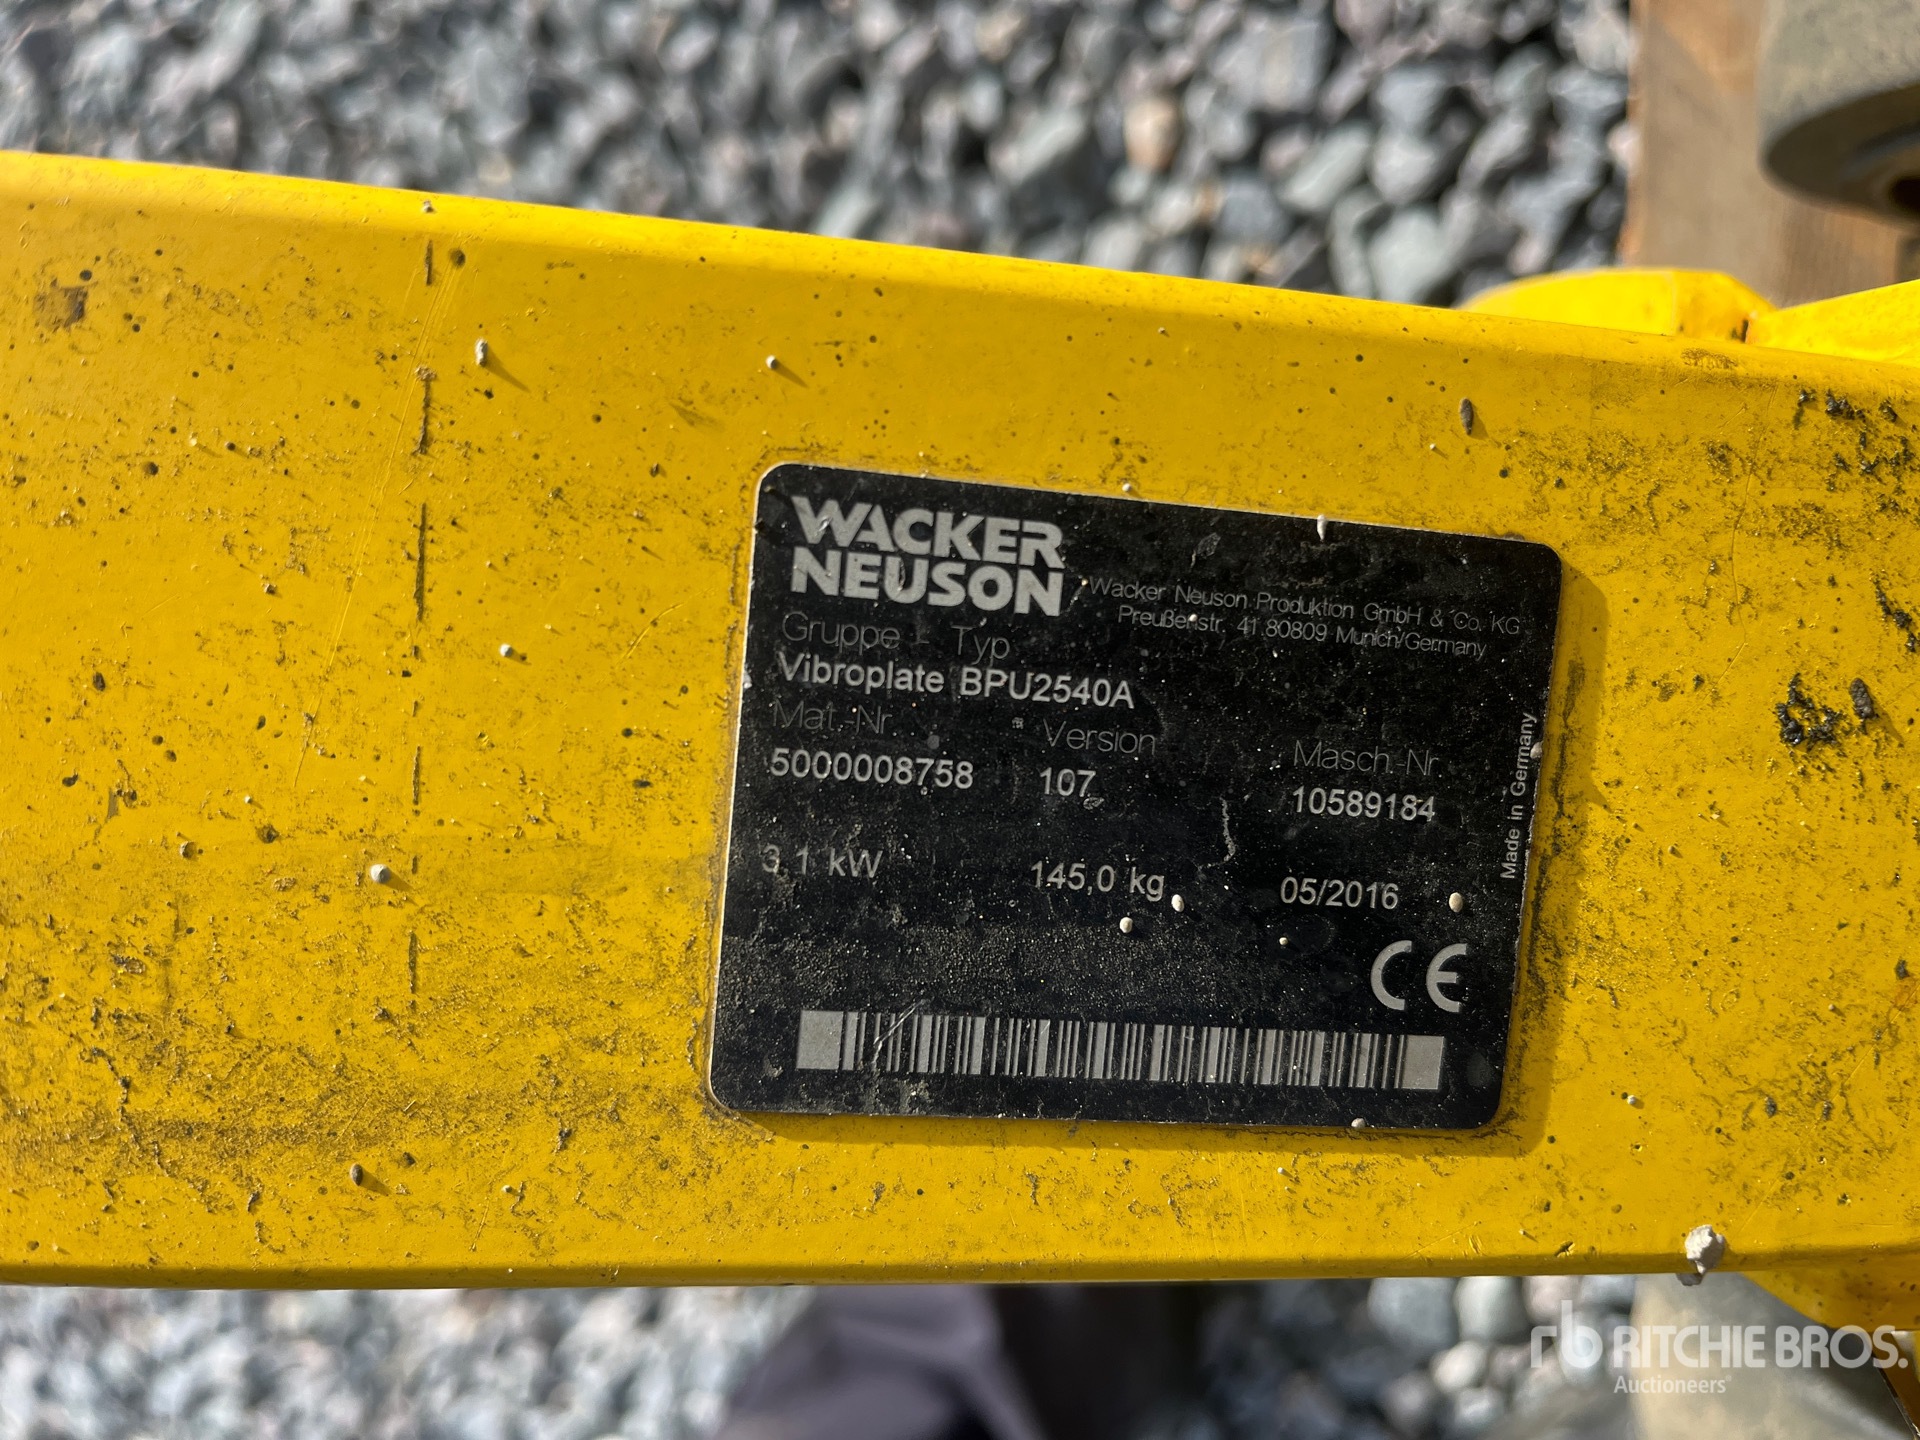 WACKER
NEUSON
Wacker Neuson Produktion GmbH & Co. KG
Preußenstr. 41.80809 Munich/Germany
Gruppe - Typ
Vibroplate BPU2540A
Mat.-Nr. Version Masch.-Nr.
5000008758 107 10589184
3,1 kW 145,0 kg 05/2016
Made in Germany
CE
rb RITCHIE BROS.
Auctioneers